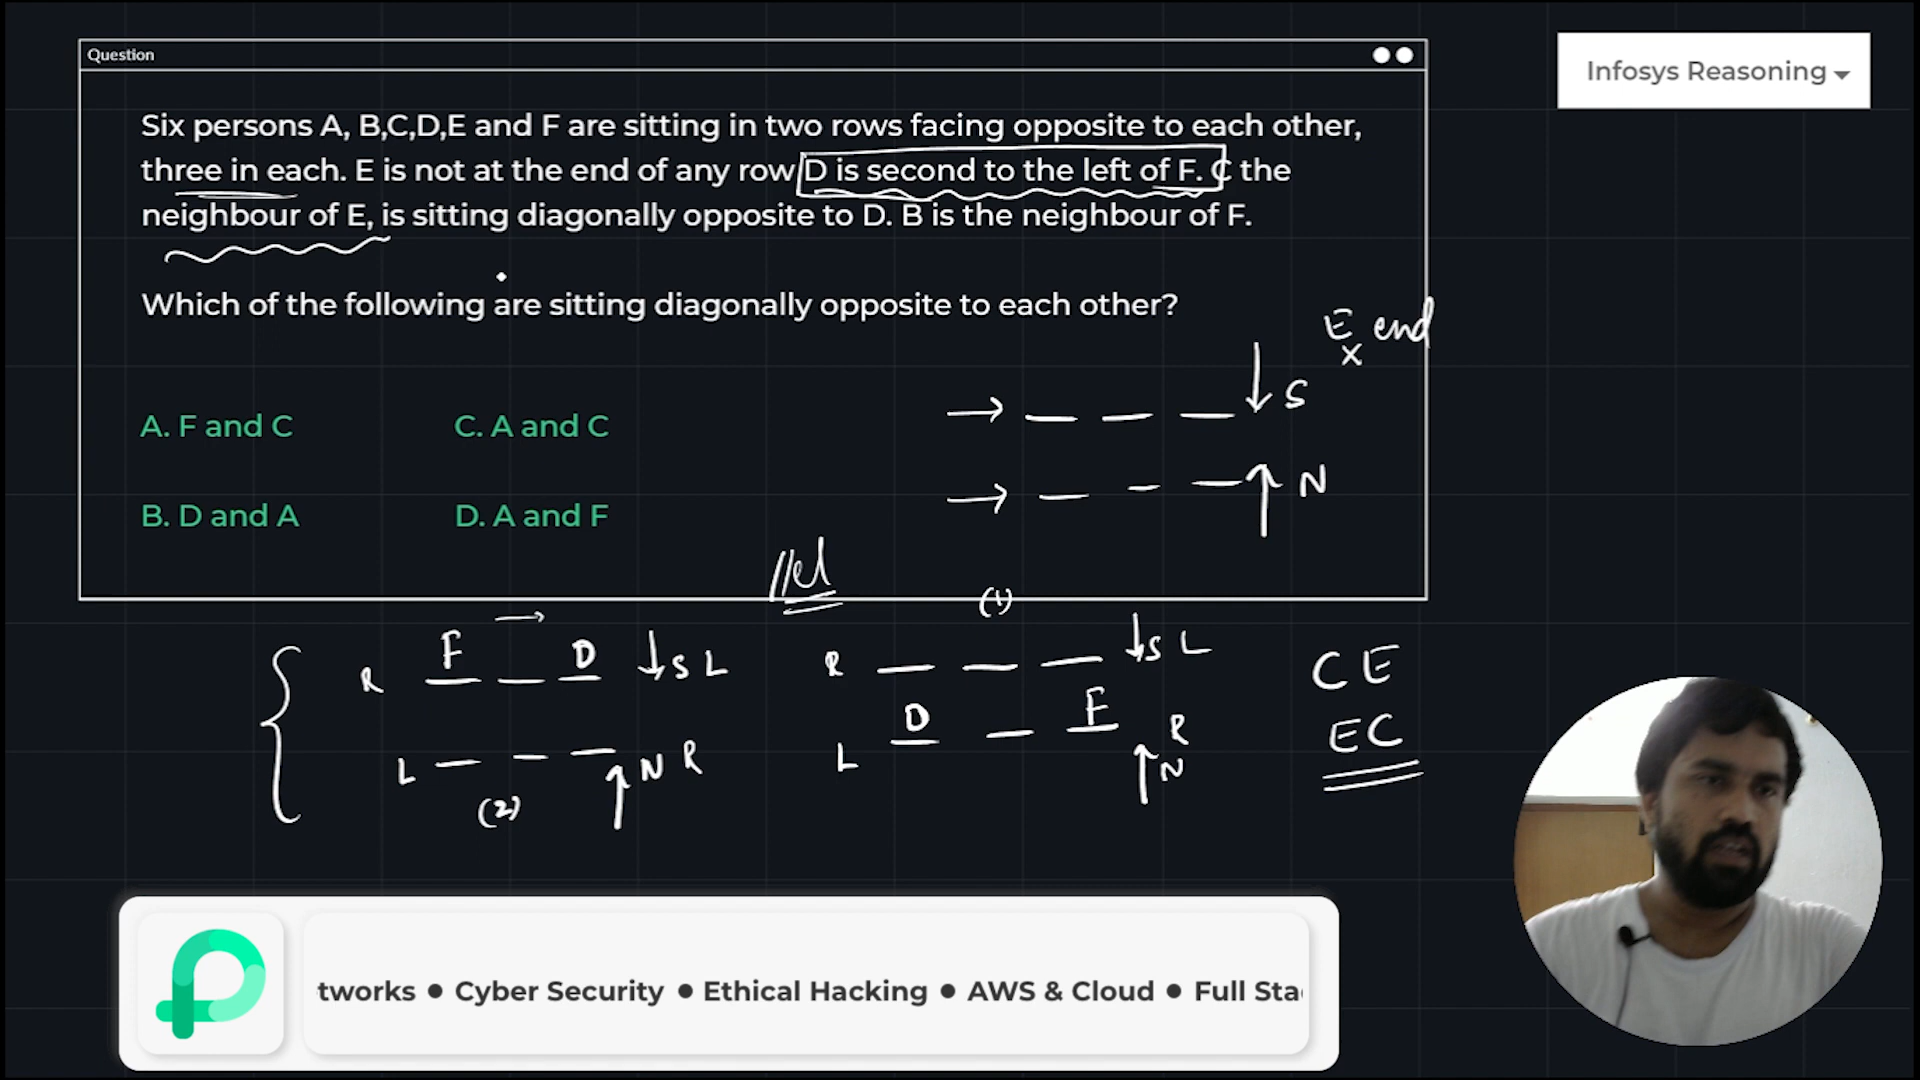 Question
Infosys Reasoning
Six persons A, B,C,D,E and F are sitting in two rows facing opposite to each other,
three in each. E is not at the end of any row D is second to the left of F. C the
neighbour of E, is sitting diagonally opposite to D. B is the neighbour of F.
Which of the following are sitting diagonally opposite to each other?
E end
x
A. F and C
C. A and C
S
B. D and A
D. A and F
N
//el
(1)
R F D S L
R S L
C E
D F R
E C
L N R
L N
(2)
tworks ● Cyber Security ● Ethical Hacking ● AWS & Cloud ● Full Sta